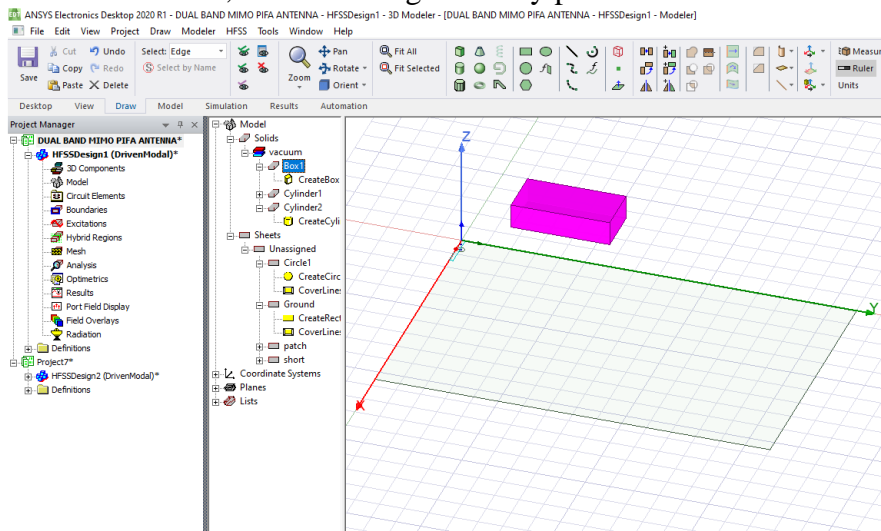 ANSYS Electronics Desktop 2020 R1 - DUAL BAND MIMO PIFA ANTENNA - HFSSDesign1 - 3D Modeler - [DUAL BAND MIMO PIFA ANTENNA - HFSSDesign1 - Modeler]
File Edit View Project Draw Modeler HFSS Tools Window Help
Save
Cut Undo
Copy Redo
Paste Delete
Select: Edge
Select by Name
Zoom
Pan
Rotate
Orient
Fit All
Fit Selected
Measur
Ruler
Units
Desktop View Draw Model Simulation Results Automation
Project Manager
DUAL BAND MIMO PIFA ANTENNA*
HFSSDesign1 (DrivenModal)*
3D Components
Model
Circuit Elements
Boundaries
Excitations
Hybrid Regions
Mesh
Analysis
Optimetrics
Results
Port Field Display
Field Overlays
Radiation
Definitions
Project7*
HFSSDesign2 (DrivenModal)*
Definitions
Model
Solids
vacuum
Box1
CreateBox
Cylinder1
Cylinder2
CreateCyli
Sheets
Unassigned
Circle1
CreateCirc
CoverLine
Ground
CreateRect
CoverLine
patch
short
Coordinate Systems
Planes
Lists
Z
Y
X